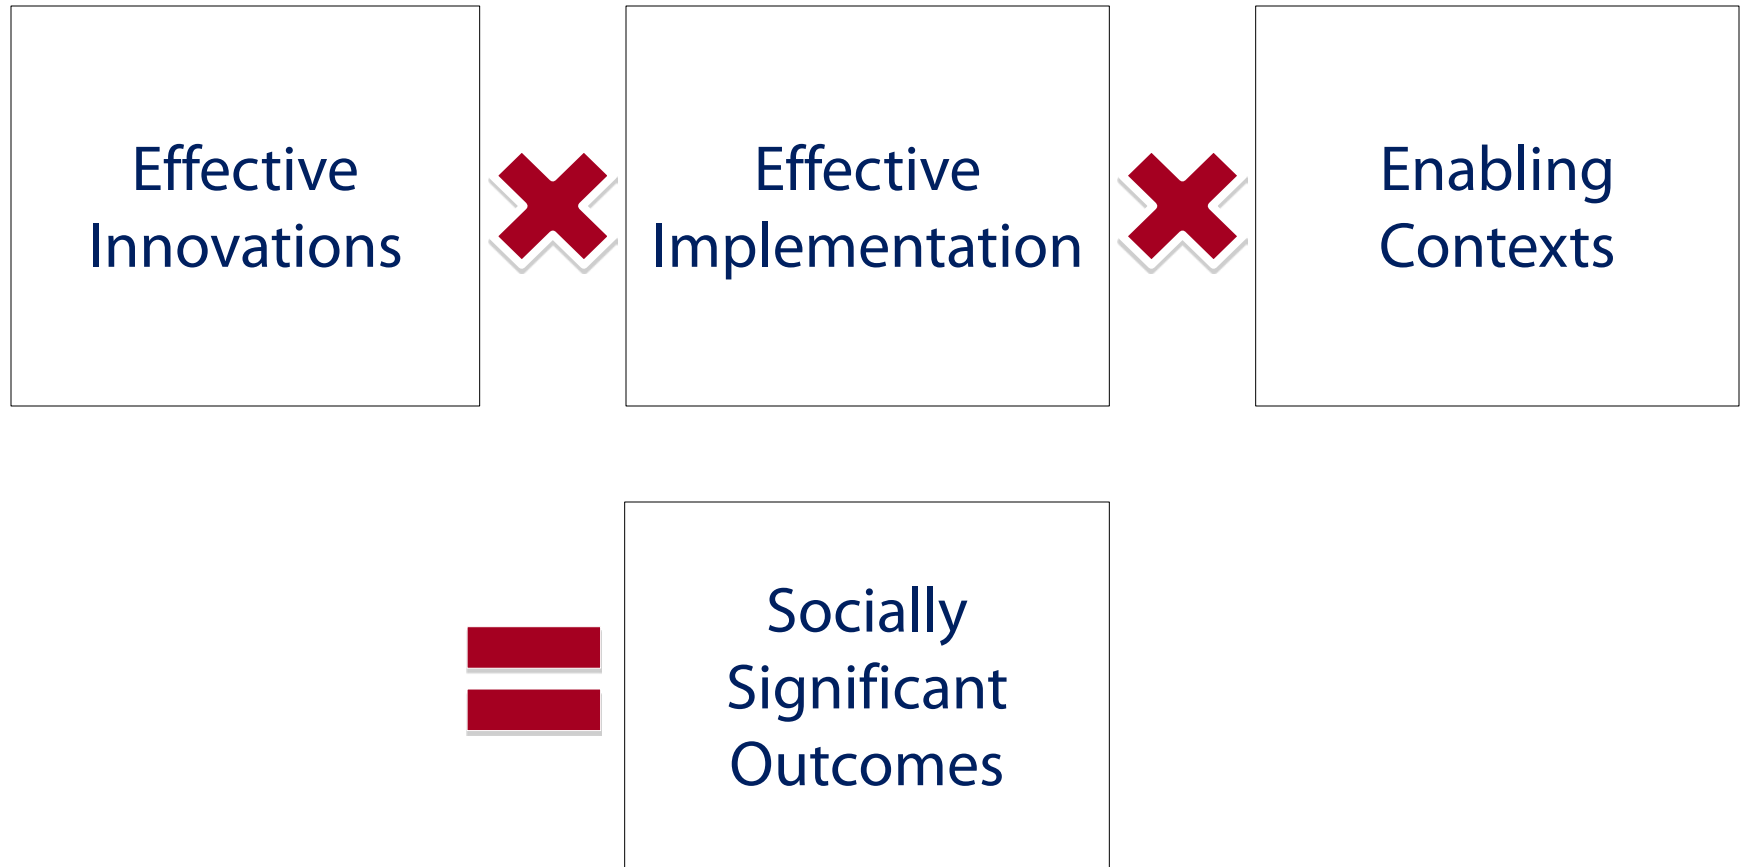 Effective
Innovations
Effective
Implementation
Enabling
Contexts
Socially
Significant
Outcomes